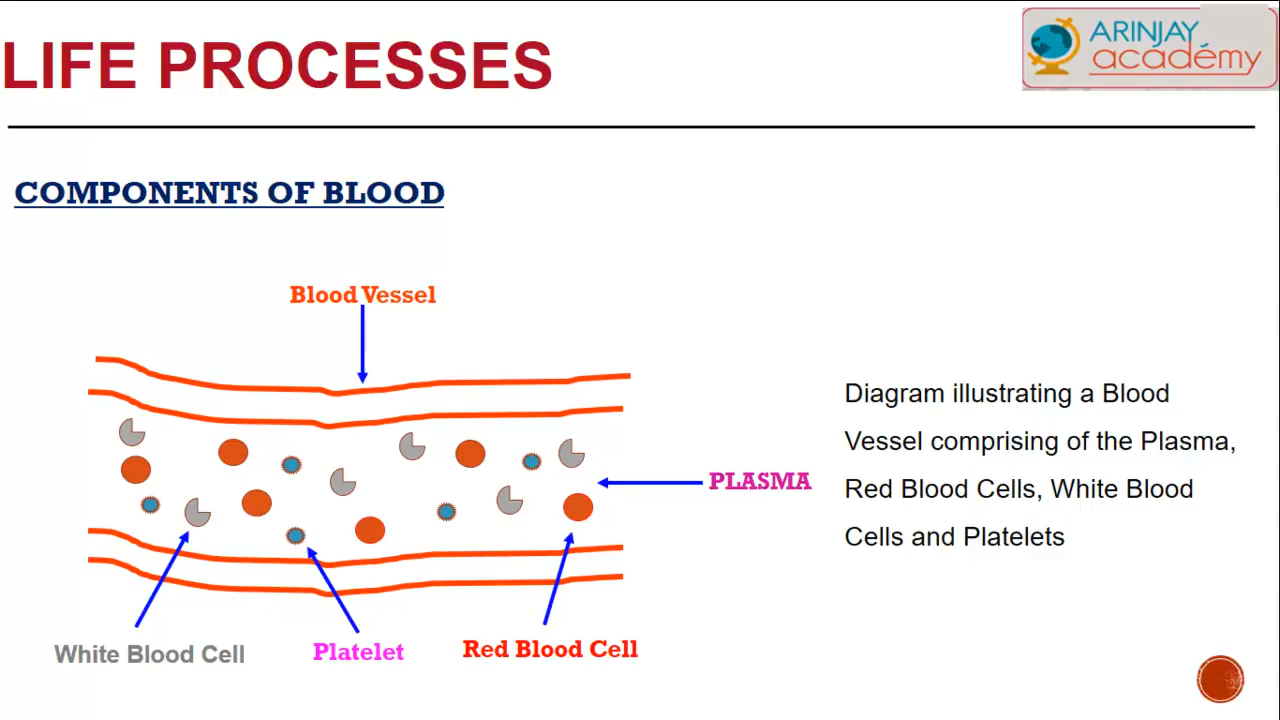 LIFE PROCESSES
ARINJAY
académy
COMPONENTS OF BLOOD
Blood Vessel
PLASMA
White Blood Cell
Platelet
Red Blood Cell
Diagram illustrating a Blood
Vessel comprising of the Plasma,
Red Blood Cells, White Blood
Cells and Platelets